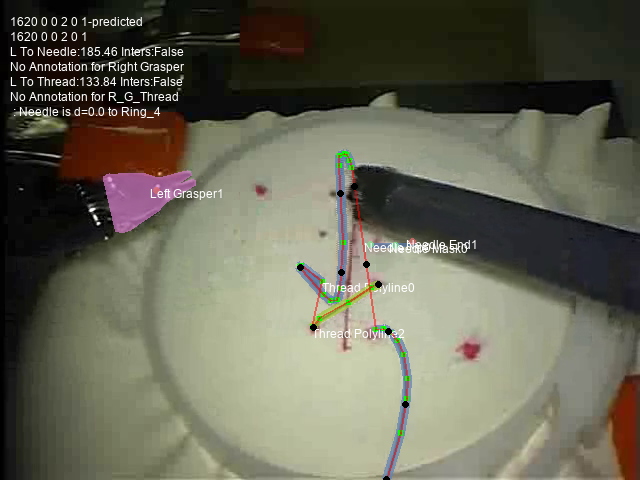 1620 0 0 2 0 1-predicted
1620 0 0 2 0 1
L To Needle:185.46 Inters:False
No Annotation for Right Grasper
L To Thread:133.84 Inters:False
No Annotation for R_G_Thread
: Needle is d=0.0 to Ring_4
Left Grasper1
Needle End1
Mask0
Thread Polyline0
Thread Polyline2